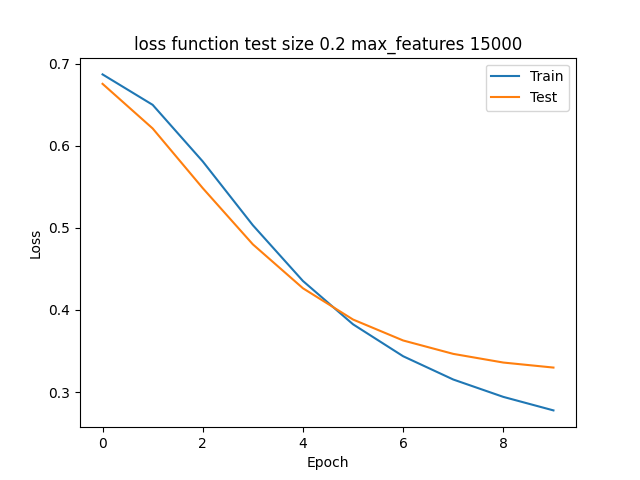 loss function test size 0.2 max_features 15000
Train
Test
Loss
0.7
0.6
0.5
0.4
0.3
0 2 4 6 8
Epoch